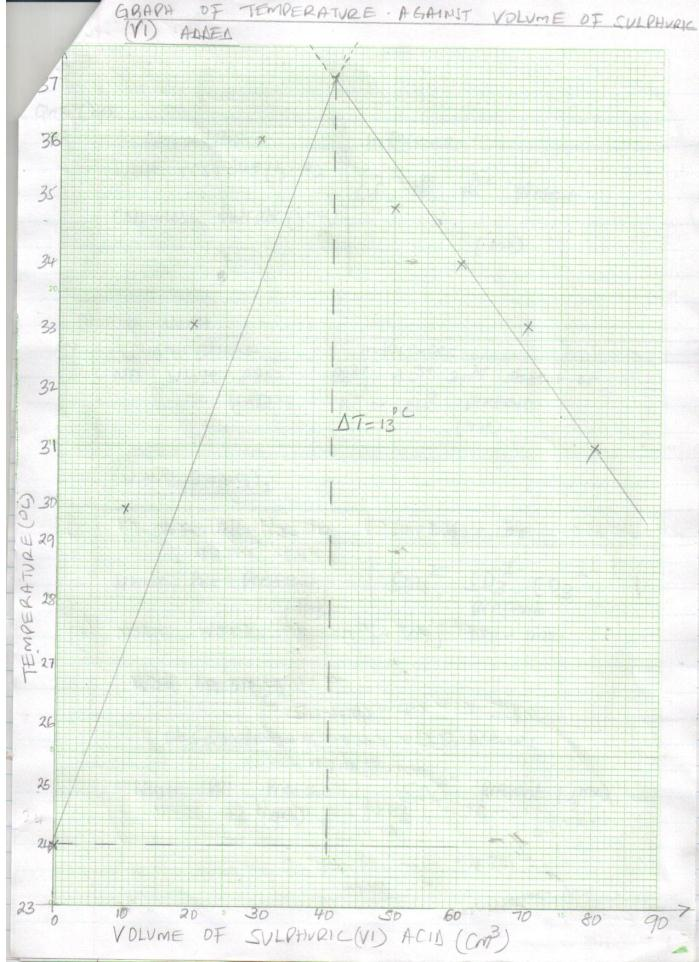 GRAPH OF TEMPERATURE. AGAINST VOLUME OF SULPHURIC
(VI) ADDED
37
36
35
34
33
32
31
30
29
28
27
26
25
24
23
TEMPERATURE (OC)
ΔT=13°C
0 10 20 30 40 50 60 70 80 90
VOLUME OF SULPHURIC (VI) ACID (Cm³)